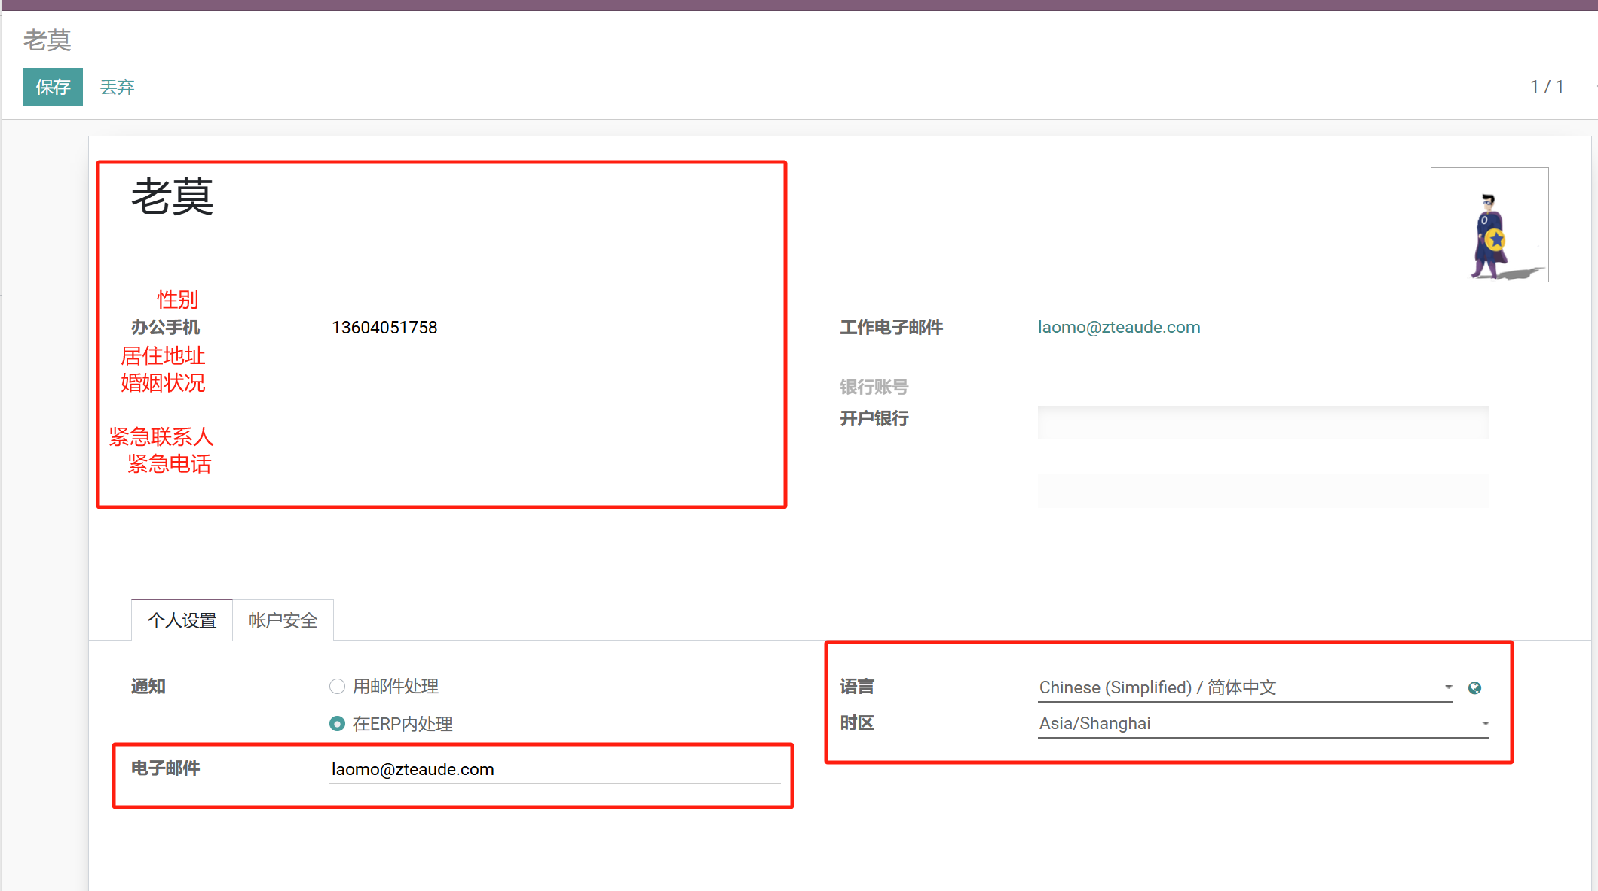 老莫
保存 丢弃
1 / 1
老莫
性别
办公手机 13604051758
工作电子邮件 laomo@zteaude.com
居住地址
婚姻状况
银行账号
开户银行
紧急联系人
紧急电话
个人设置 帐户安全
通知 用邮件处理
在ERP内处理
语言 Chinese (Simplified) / 简体中文
时区 Asia/Shanghai
电子邮件 laomo@zteaude.com